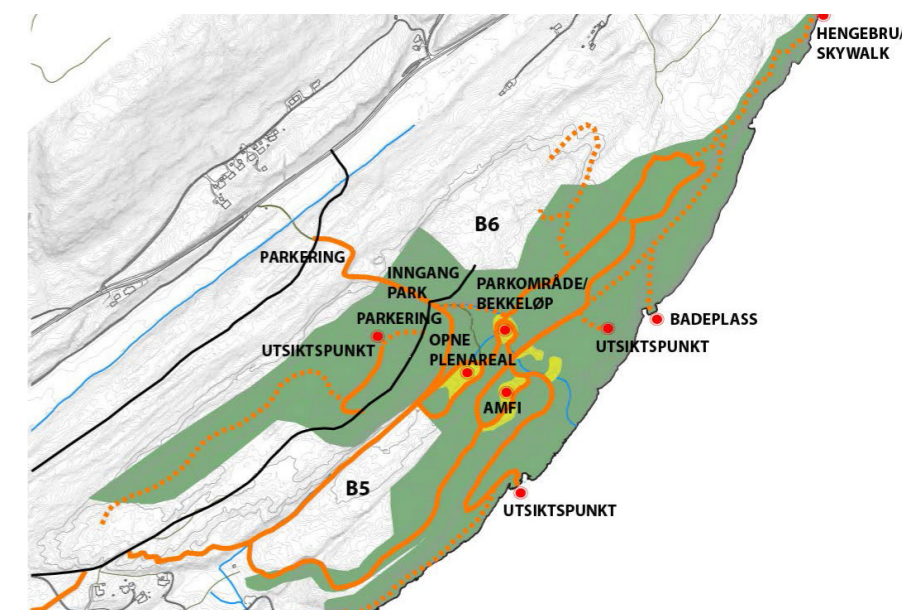 HENGEBRU/
SKYWALK
B6
PARKERING
INNGANG
PARK
PARKOMRÅDE/
BEKKELØP
PARKERING
BADEPLASS
UTSIKTSPUNKT
OPNE
PLENAREAL
UTSIKTSPUNKT
AMFI
B5
UTSIKTSPUNKT